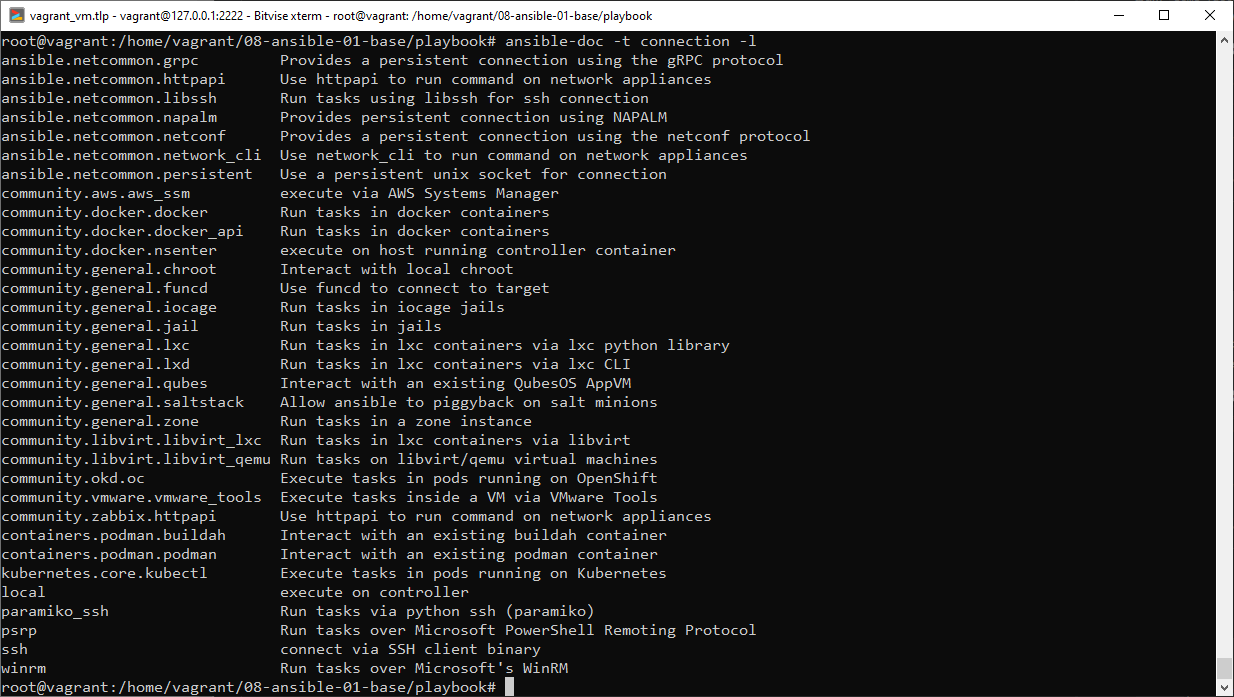 vagrant_vm.tlp - vagrant@127.0.0.1:2222 - Bitvise xterm - root@vagrant: /home/vagrant/08-ansible-01-base/playbook
root@vagrant:/home/vagrant/08-ansible-01-base/playbook# ansible-doc -t connection -l
ansible.netcommon.grpc         Provides a persistent connection using the gRPC protocol
ansible.netcommon.httpapi      Use httpapi to run command on network appliances
ansible.netcommon.libssh       Run tasks using libssh for ssh connection
ansible.netcommon.napalm       Provides persistent connection using NAPALM
ansible.netcommon.netconf      Provides a persistent connection using the netconf protocol
ansible.netcommon.network_cli  Use network_cli to run command on network appliances
ansible.netcommon.persistent   Use a persistent unix socket for connection
community.aws.aws_ssm          execute via AWS Systems Manager
community.docker.docker        Run tasks in docker containers
community.docker.docker_api    Run tasks in docker containers
community.docker.nsenter       execute on host running controller container
community.general.chroot       Interact with local chroot
community.general.funcd        Use funcd to connect to target
community.general.iocage       Run tasks in iocage jails
community.general.jail         Run tasks in jails
community.general.lxc          Run tasks in lxc containers via lxc python library
community.general.lxd          Run tasks in lxc containers via lxc CLI
community.general.qubes        Interact with an existing QubesOS AppVM
community.general.saltstack    Allow ansible to piggyback on salt minions
community.general.zone         Run tasks in a zone instance
community.libvirt.libvirt_lxc  Run tasks in lxc containers via libvirt
community.libvirt.libvirt_qemu Run tasks on libvirt/qemu virtual machines
community.okd.oc               Execute tasks in pods running on OpenShift
community.vmware.vmware_tools  Execute tasks inside a VM via VMware Tools
community.zabbix.httpapi       Use httpapi to run command on network appliances
containers.podman.buildah      Interact with an existing buildah container
containers.podman.podman       Interact with an existing podman container
kubernetes.core.kubectl        Execute tasks in pods running on Kubernetes
local                          execute on controller
paramiko_ssh                   Run tasks via python ssh (paramiko)
psrp                           Run tasks over Microsoft PowerShell Remoting Protocol
ssh                            connect via SSH client binary
winrm                          Run tasks over Microsoft's WinRM
root@vagrant:/home/vagrant/08-ansible-01-base/playbook#